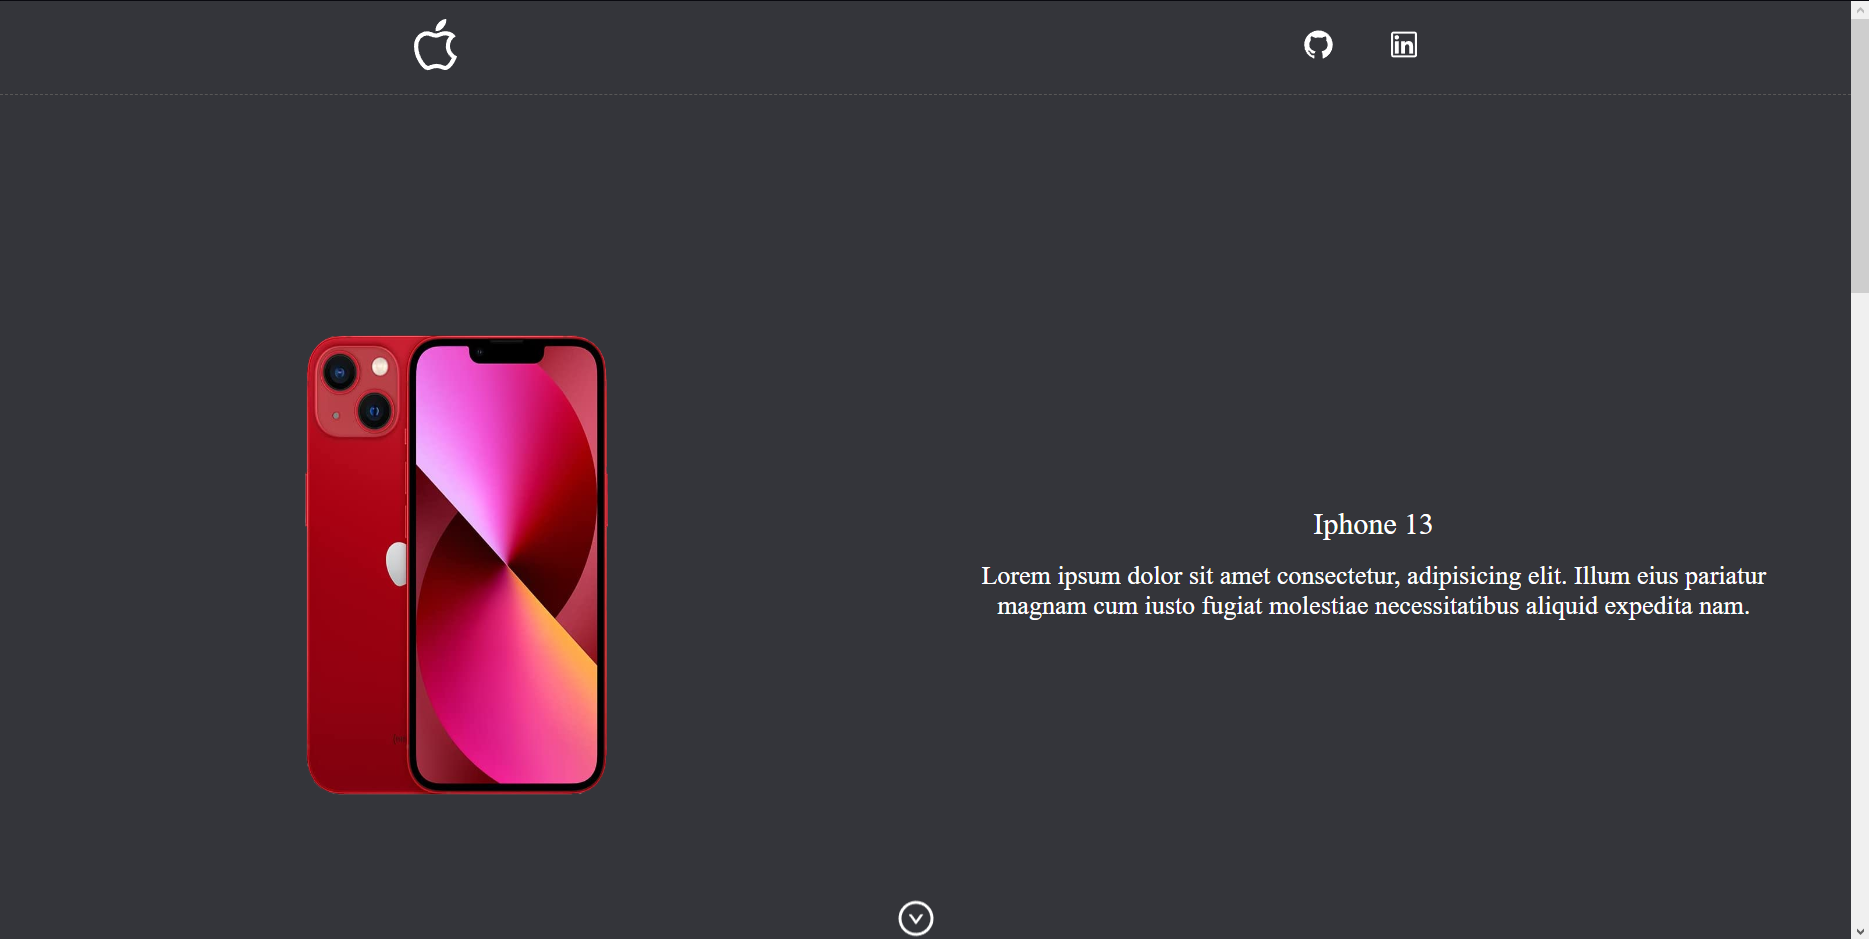 in
Iphone 13
Lorem ipsum dolor sit amet consectetur, adipisicing elit. Illum eius pariatur
magnam cum iusto fugiat molestiae necessitatibus aliquid expedita nam.